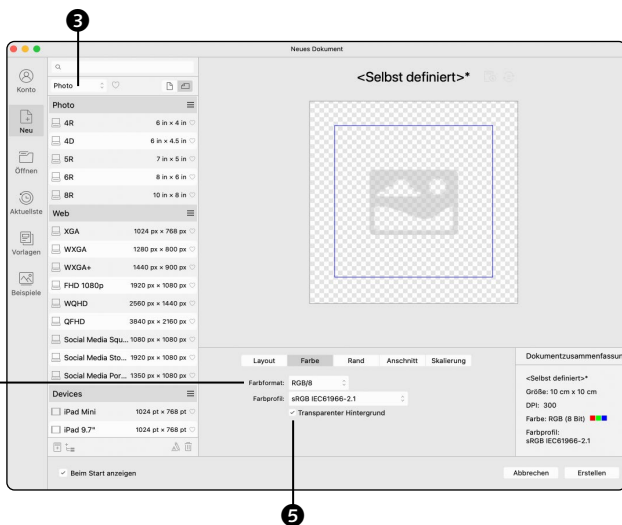 3
Neues Dokument
Konto
Neu
Öffnen
Aktuellste
Vorlagen
Beispiele
Photo
Photo
4R 6 in × 4 in
4D 6 in × 4.5 in
5R 7 in × 5 in
6R 8 in × 6 in
8R 10 in × 8 in
Web
XGA 1024 px × 768 px
WXGA 1280 px × 800 px
WXGA+ 1440 px × 900 px
FHD 1080p 1920 px × 1080 px
WQHD 2560 px × 1440 px
QFHD 3840 px × 2160 px
Social Media Squ... 1080 px × 1080 px
Social Media Sto... 1920 px × 1080 px
Social Media Por... 1350 px × 1080 px
Devices
iPad Mini 1024 pt × 768 pt
iPad 9.7" 1024 pt × 768 pt
Beim Start anzeigen
<Selbst definiert>*
Layout Farbe Rand Anschnitt Skalierung
Farbformat: RGB/8
Farbprofil: sRGB IEC61966-2.1
Transparenter Hintergrund
Dokumentzusammenfassun
<Selbst definiert>*
Größe: 10 cm x 10 cm
DPI: 300
Farbe: RGB (8 Bit)
Farbprofil:
sRGB IEC61966-2.1
Abbrechen Erstellen
5